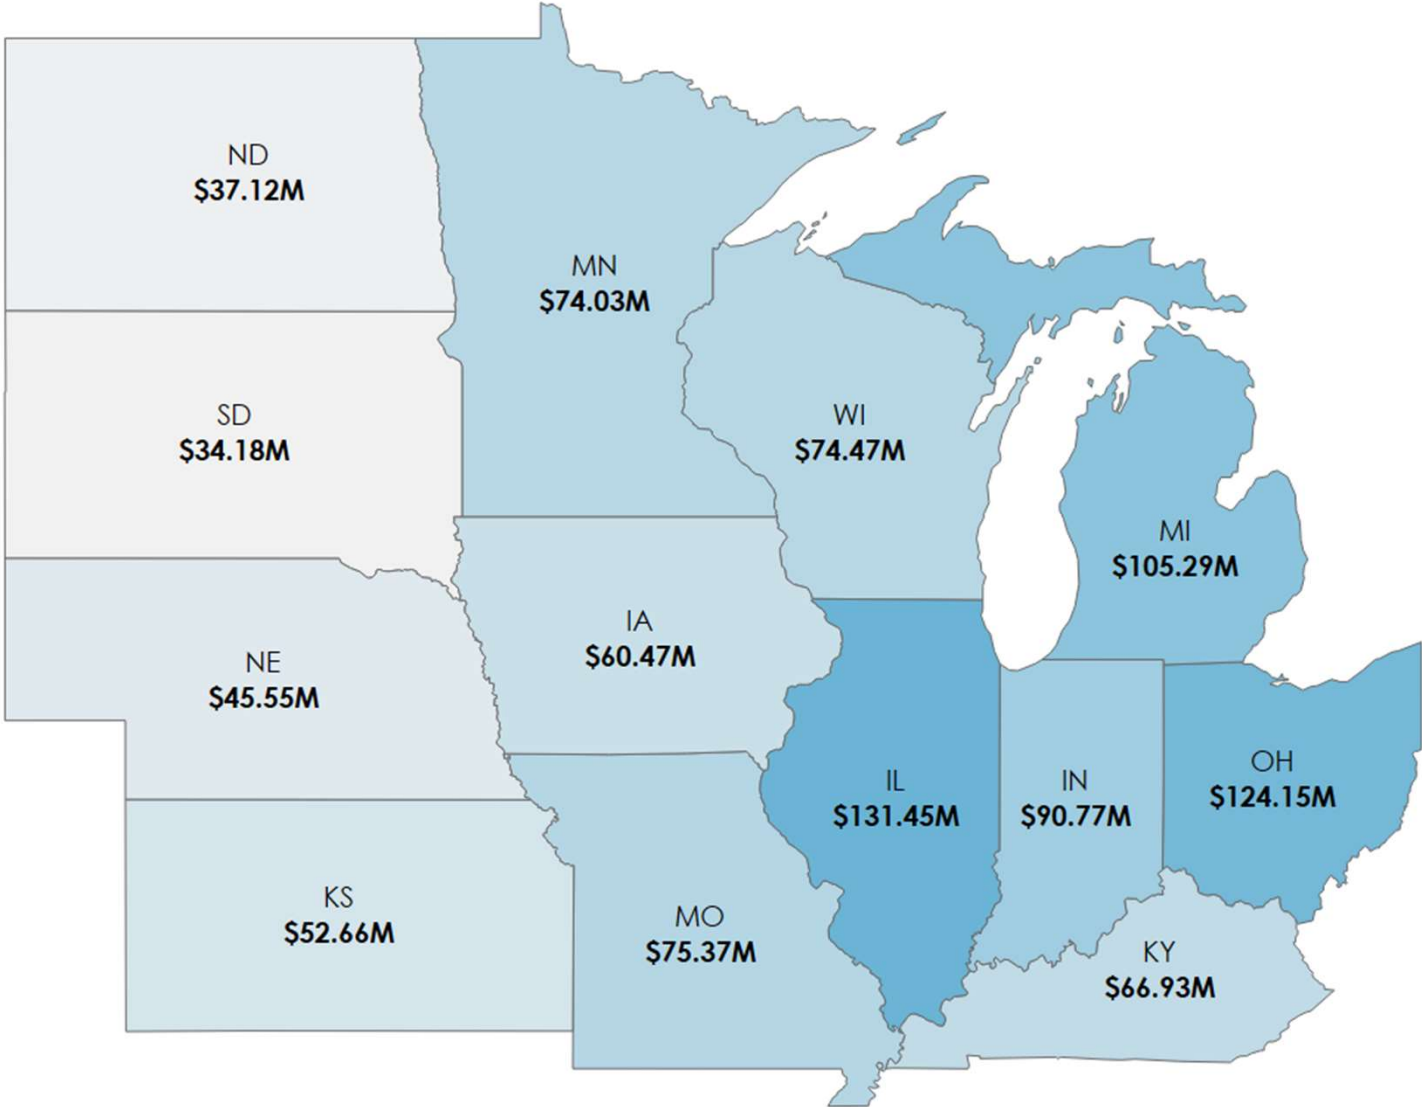 ND
$37.12M
MN
$74.03M
SD
$34.18M
WI
$74.47M
MI
$105.29M
IA
$60.47M
NE
$45.55M
IL
$131.45M
IN
$90.77M
OH
$124.15M
KS
$52.66M
MO
$75.37M
KY
$66.93M